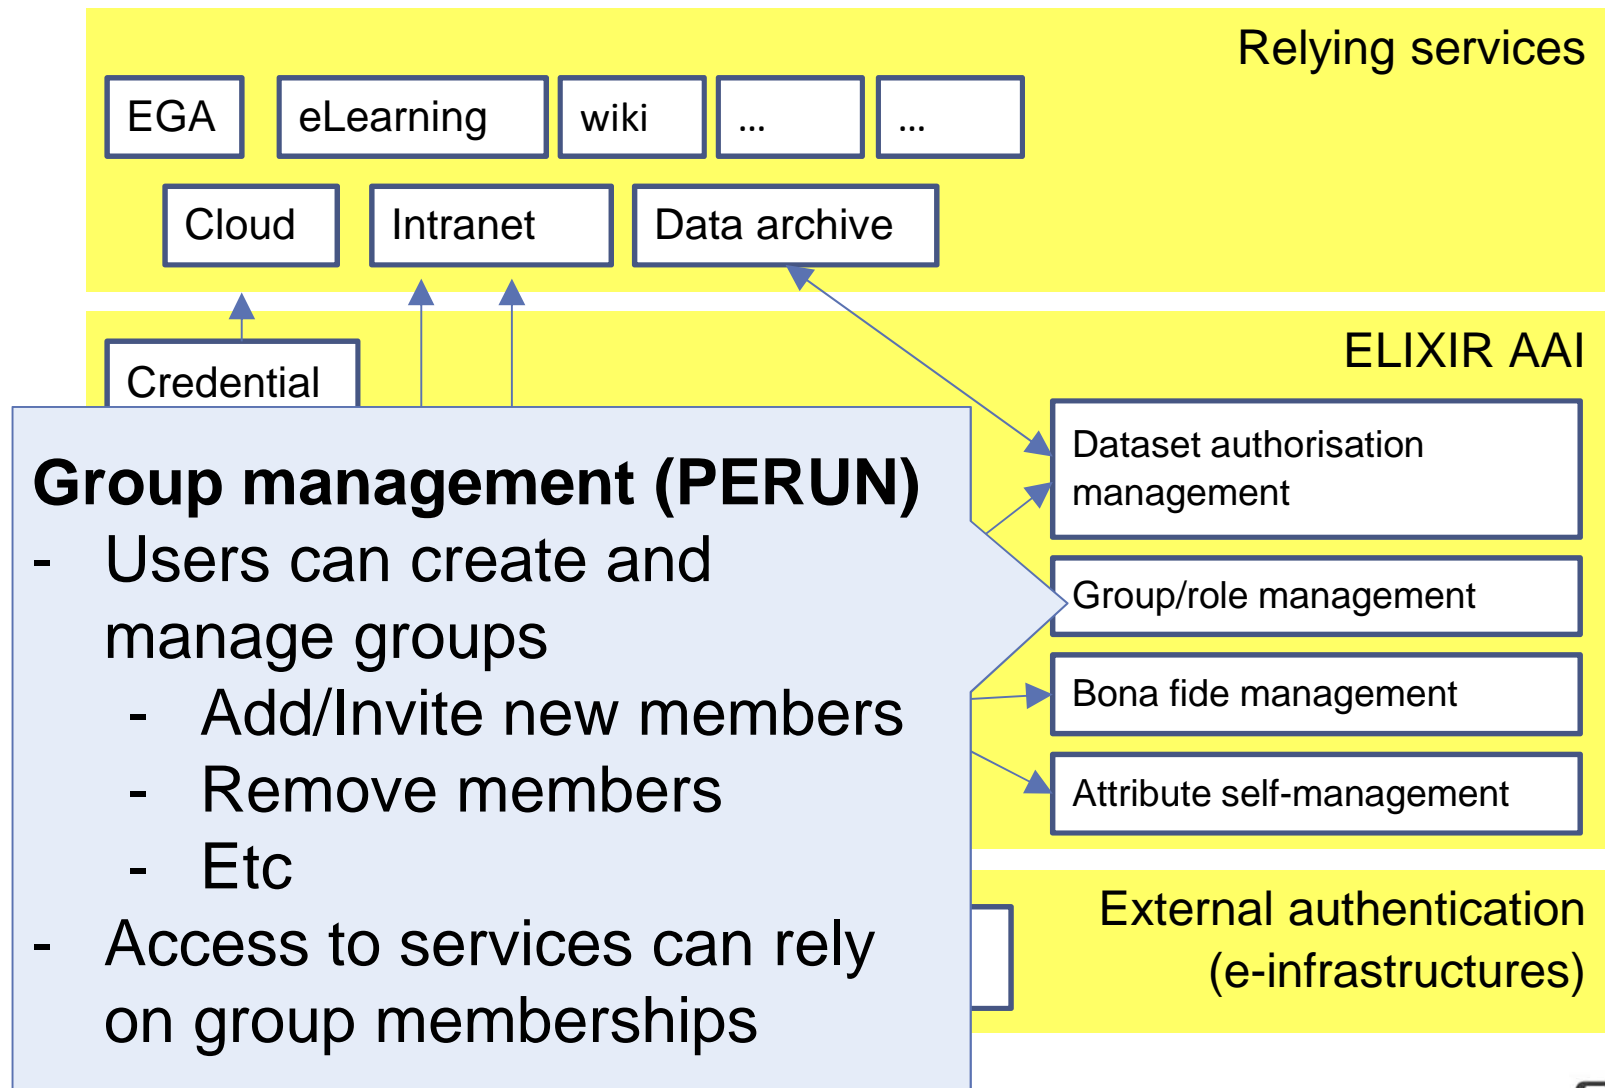 Relying services
EGA
eLearning
wiki
...
...
Cloud
Intranet
Data archive
ELIXIR AAI
Credential
Dataset authorisation
management
Group/role management
Bona fide management
Attribute self-management
Group management (PERUN)
- Users can create and
manage groups
- Add/Invite new members
- Remove members
- Etc
- Access to services can rely
on group memberships
External authentication
(e-infrastructures)